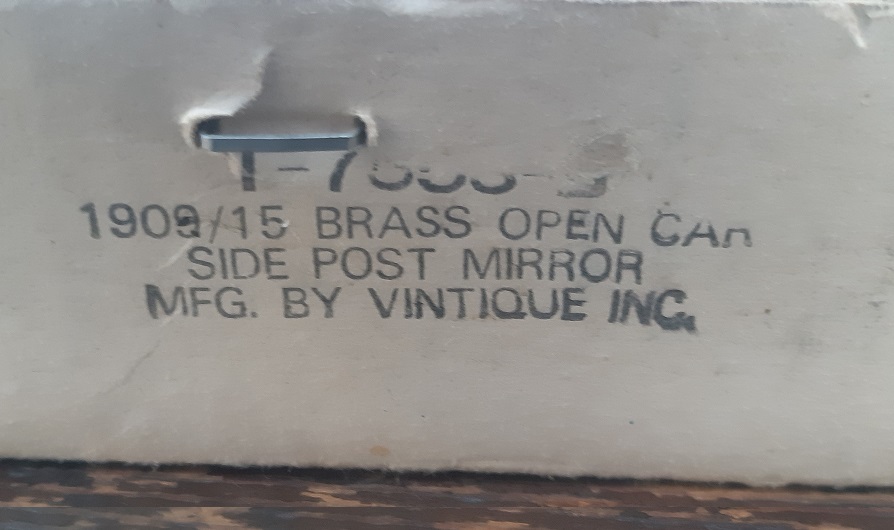 1909/15 BRASS OPEN CAR
SIDE POST MIRROR
MFG. BY VINTIQUE INC.